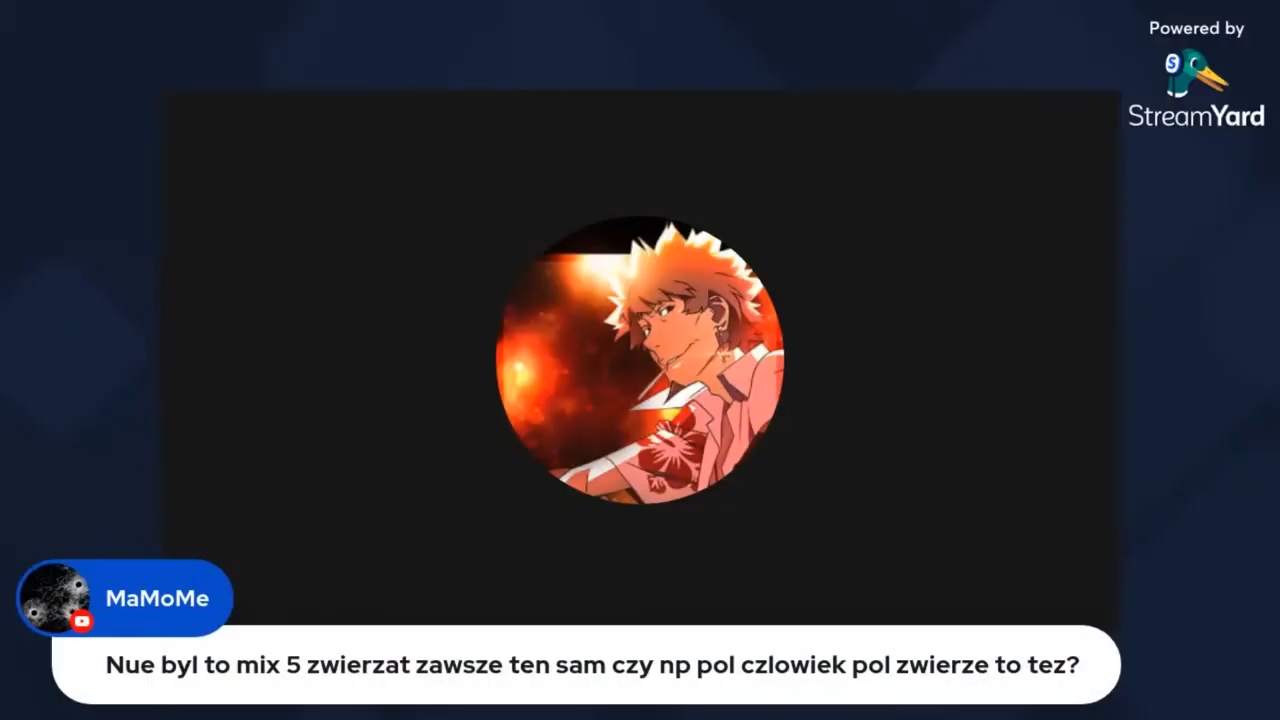 Powered by
S
StreamYard
MaMoMe
Nue byl to mix 5 zwierzat zawsze ten sam czy np pol czlowiek pol zwierze to tez?